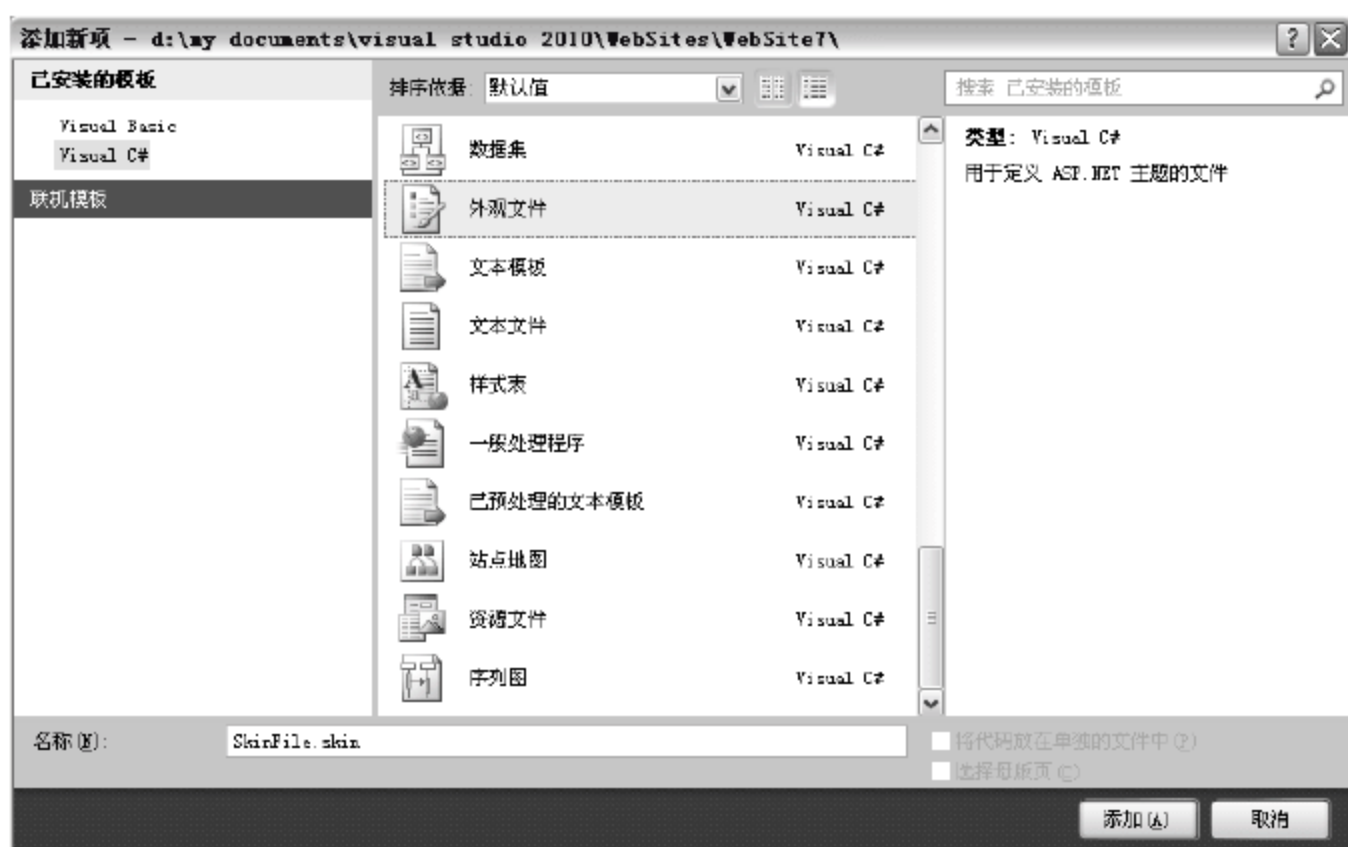 添加新项 - d:\my documents\visual studio 2010\WebSites\WebSite7\
已安装的模板
Visual Basic
Visual C#
联机模板
排序依据: 默认值
搜索 已安装的模板
数据集 Visual C#
外观文件 Visual C#
文本模板 Visual C#
文本文件 Visual C#
样式表 Visual C#
一般处理程序 Visual C#
已预处理的文本模板 Visual C#
站点地图 Visual C#
资源文件 Visual C#
序列图 Visual C#
类型: Visual C#
用于定义 ASP.NET 主题的文件
名称(N): SkinFile.skin
将代码放在单独的文件中(P)
选择母版页(C)
添加(A)
取消